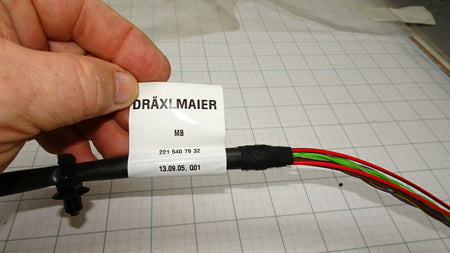 DRÄXLMAIER
MB
221 540 79 32
13.09.05, 001